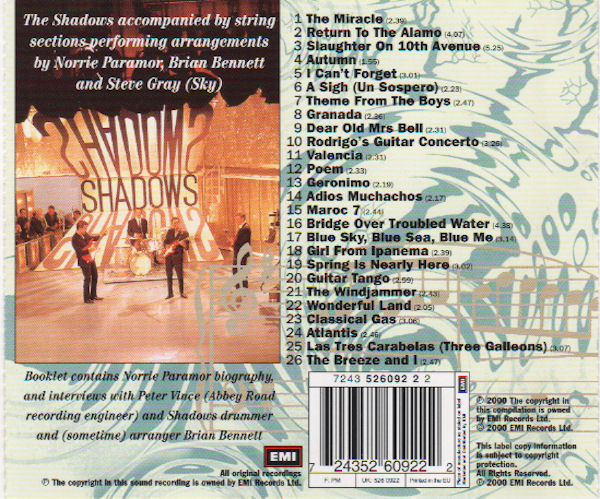 The Shadows accompanied by string
sections performing arrangements
by Norrie Paramor, Brian Bennett
and Steve Gray (Sky)
SHADOWS
SHADOWS
SHADOWS
Booklet contains Norrie Paramor biography,
and interviews with Peter Vince (Abbey Road
recording engineer) and Shadows drummer
and (sometime) arranger Brian Bennett
EMI
All original recordings
℗ © The copyright in this sound recording is owned by EMI Records Ltd.
1 The Miracle (2.39)
2 Return To The Alamo (4.07)
3 Slaughter On 10th Avenue (5.25)
4 Autumn (1.55)
5 I Can't Forget (3.01)
6 A Sigh (Un Sospero) (2.23)
7 Theme From The Boys (2.47)
8 Granada (2.26)
9 Dear Old Mrs Bell (2.31)
10 Rodrigo's Guitar Concerto (3.26)
11 Valencia (2.31)
12 Poem (2.33)
13 Geronimo (2.19)
14 Adios Muchachos (2.17)
15 Maroc 7 (2.44)
16 Bridge Over Troubled Water (4.38)
17 Blue Sky, Blue Sea, Blue Me (3.14)
18 Girl From Ipanema (2.39)
19 Spring Is Nearly Here (3.02)
20 Guitar Tango (2.59)
21 The Windjammer (2.43)
22 Wonderful Land (2.05)
23 Classical Gas (3.06)
24 Atlantis (2.46)
25 Las Tres Carabelas (Three Galleons) (3.07)
26 The Breeze and I (2.47)
7243 526092 2 2
7 24352 60922 2
F: PM
UK: 526 0922
Printed in the EU
EMI
℗ 2000 The copyright in
this compilation is owned
by EMI Records Ltd.
© 2000 EMI Records Ltd.
This label copy information
is subject to copyright
protection.
All Rights Reserved.
© 2000 EMI Records Ltd